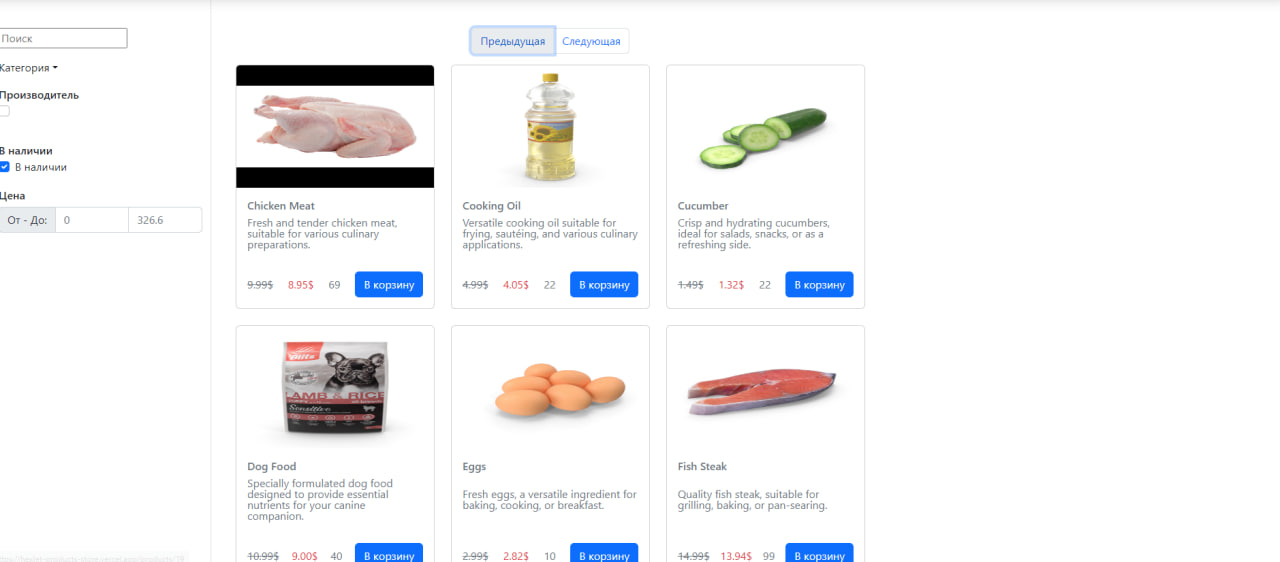 Поиск
Категория
Производитель
В наличии
В наличии
Цена
От - До: 0 326.6
Предыдущая Следующая
Chicken Meat
Fresh and tender chicken meat,
suitable for various culinary
preparations.
9.99$ 8.95$ 69 В корзину
Cooking Oil
Versatile cooking oil suitable for
frying, sautéing, and various culinary
applications.
4.99$ 4.05$ 22 В корзину
Cucumber
Crisp and hydrating cucumbers,
ideal for salads, snacks, or as a
refreshing side.
1.49$ 1.32$ 22 В корзину
Blitz
LAMB & RICE
Sensitive
Dog Food
Specially formulated dog food
designed to provide essential
nutrients for your canine
companion.
10.99$ 9.00$ 40 В корзину
Eggs
Fresh eggs, a versatile ingredient for
baking, cooking, or breakfast.
2.99$ 2.82$ 10 В корзину
Fish Steak
Quality fish steak, suitable for
grilling, baking, or pan-searing.
14.99$ 13.94$ 99 В корзину